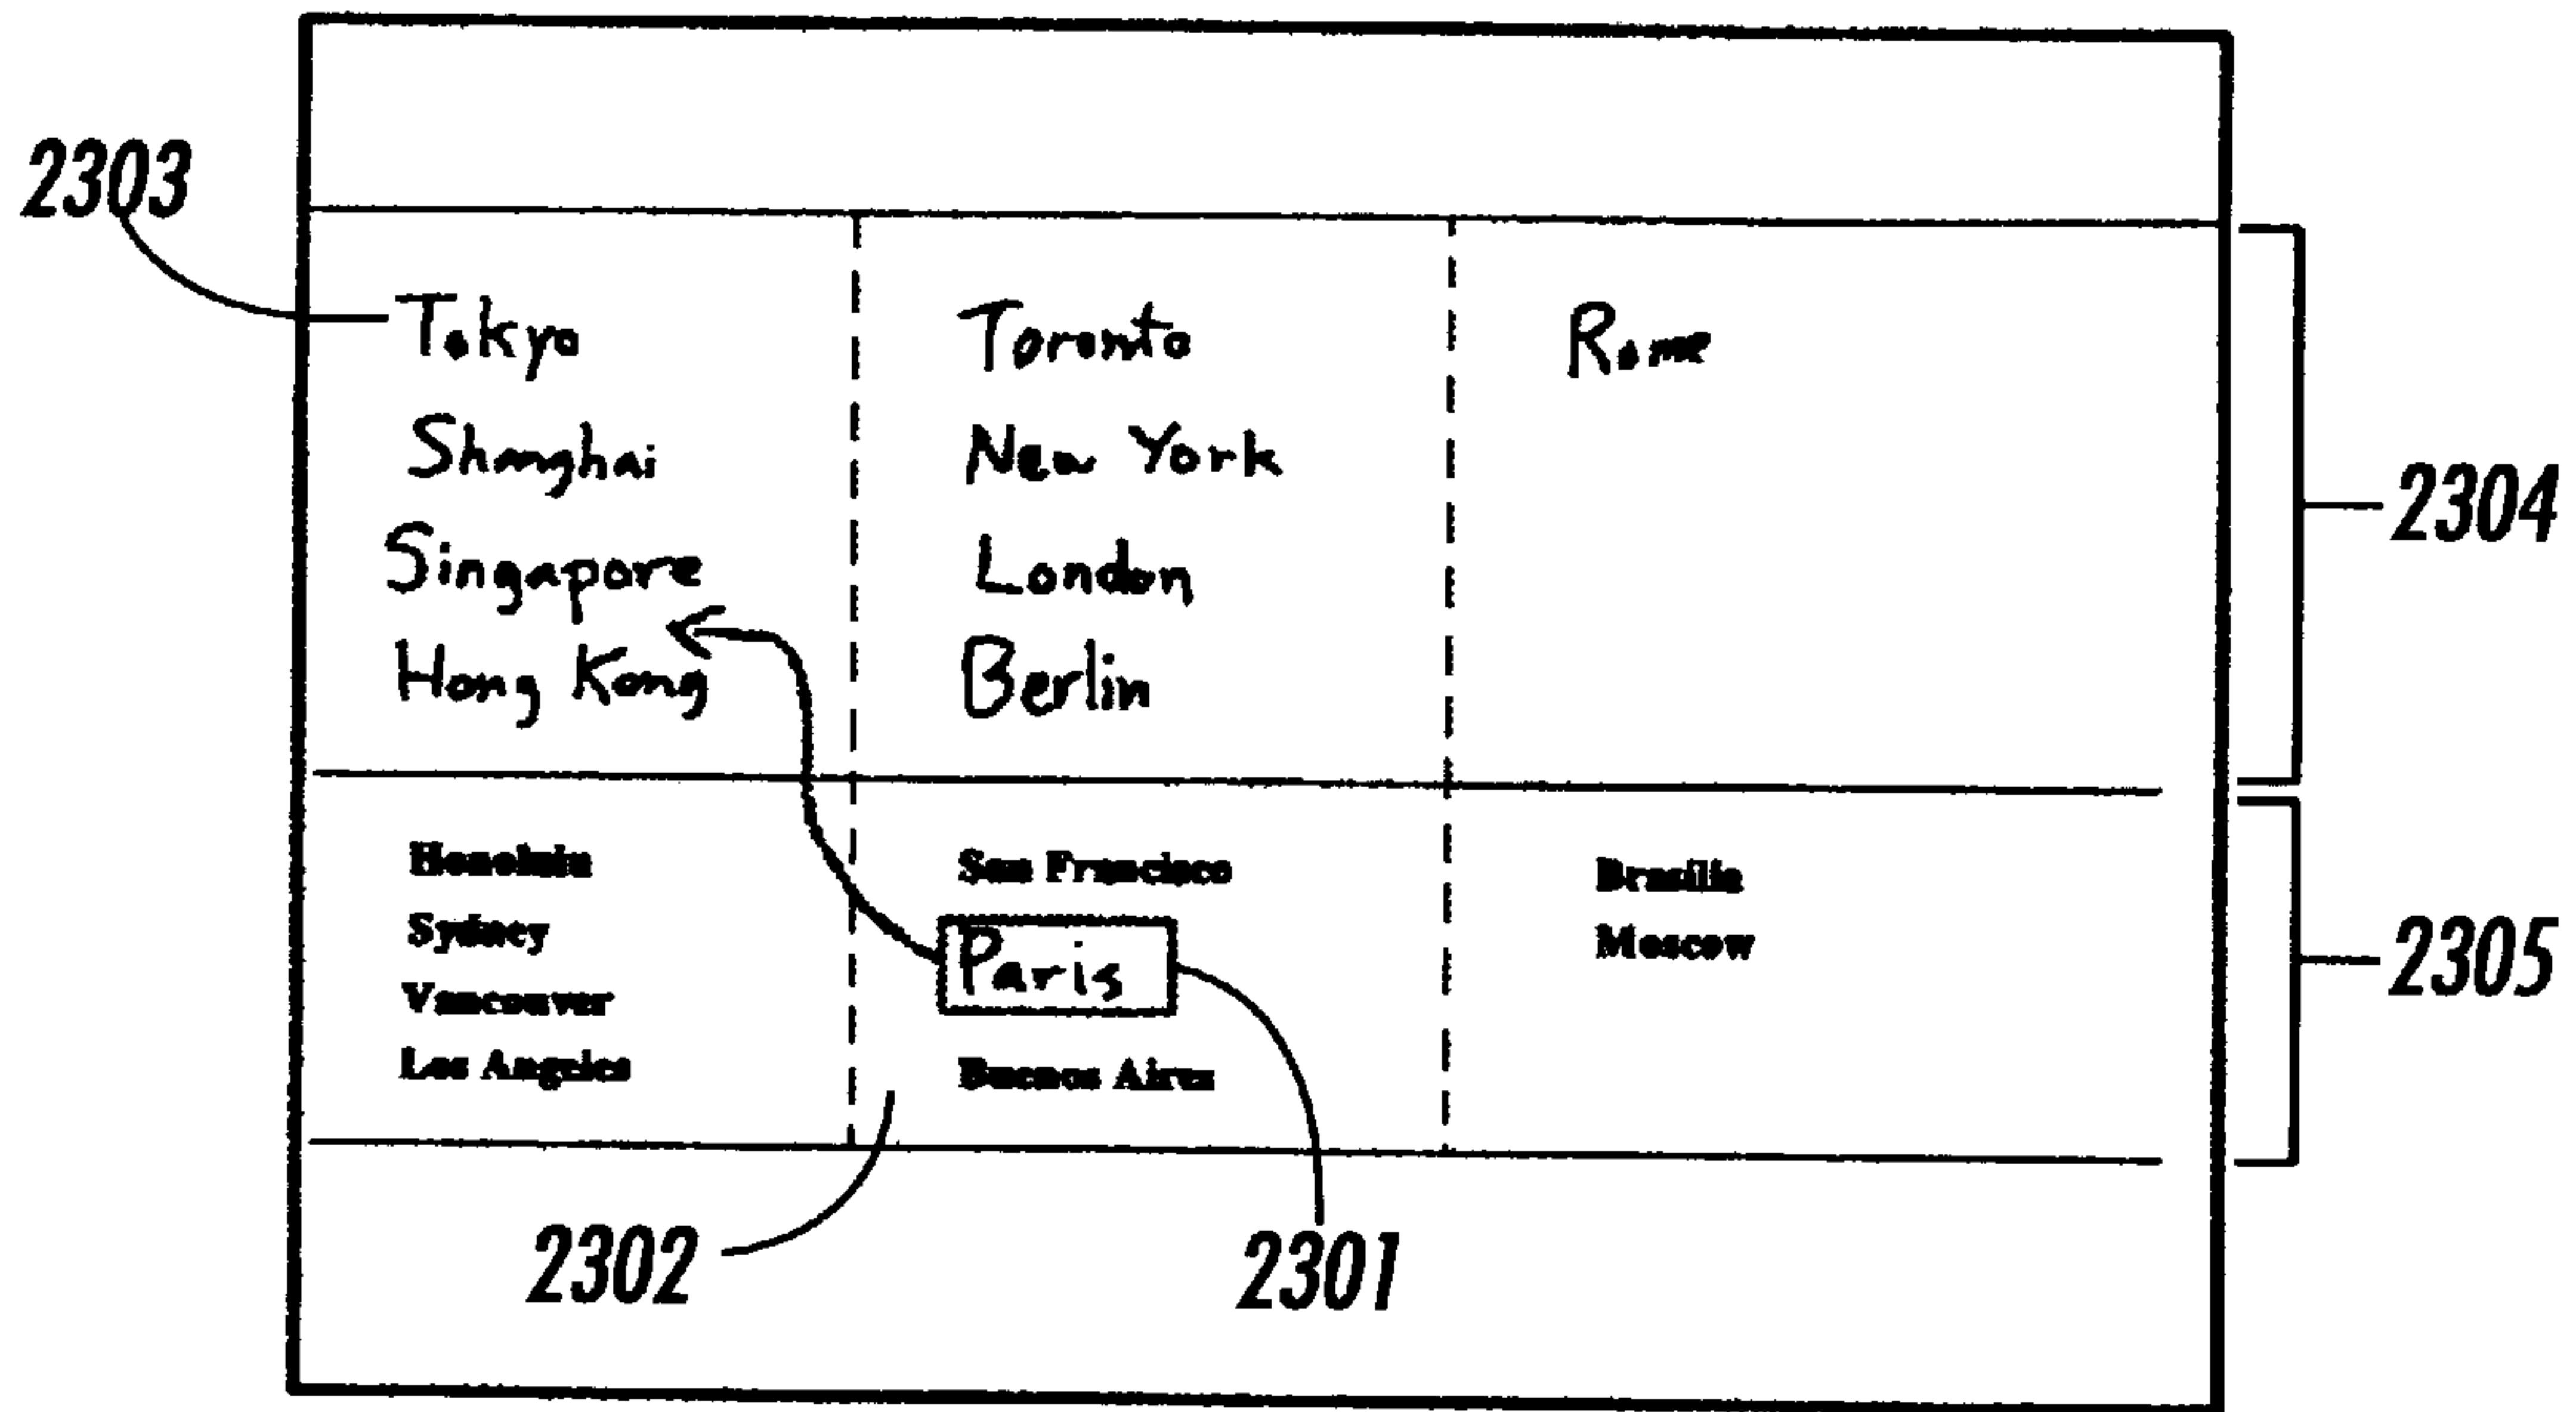 2303
Tokyo
Shanghai
Singapore
Hong Kong
Toronto
New York
London
Berlin
Rome
2304
Honolulu
Sydney
Vancouver
Los Angeles
San Francisco
Paris
Buenos Aires
Brasilia
Moscow
2305
2302
2301